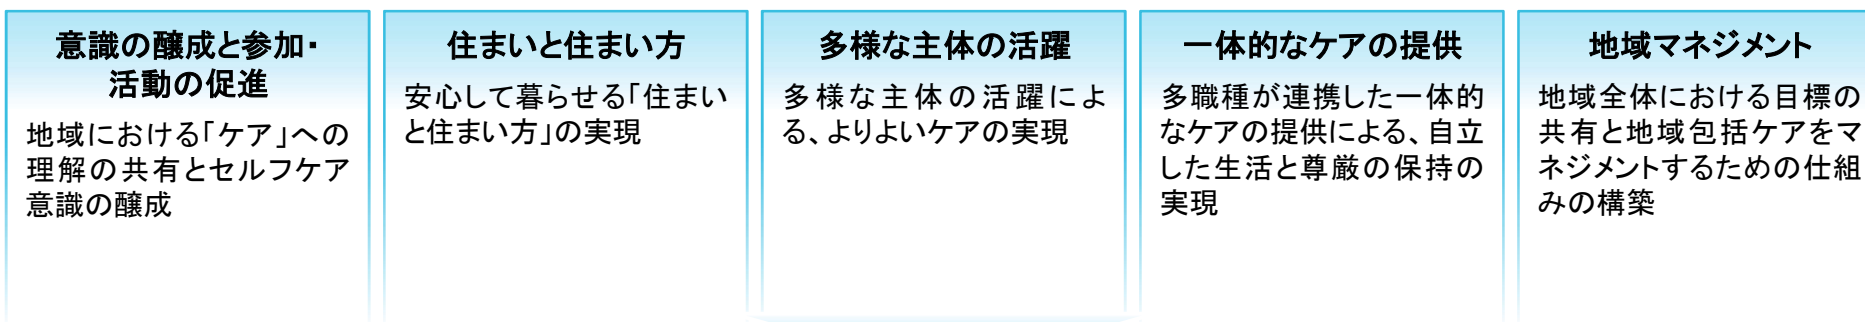 意識の醸成と参加・
活動の促進
地域における「ケア」への
理解の共有とセルフケア
意識の醸成
住まいと住まい方
安心して暮らせる「住まい
と住まい方」の実現
多様な主体の活躍
多様な主体の活躍によ
る、よりよいケアの実現
一体的なケアの提供
多職種が連携した一体的
なケアの提供による、自立
した生活と尊厳の保持の
実現
地域マネジメント
地域全体における目標の
共有と地域包括ケアをマ
ネジメントするための仕組
みの構築